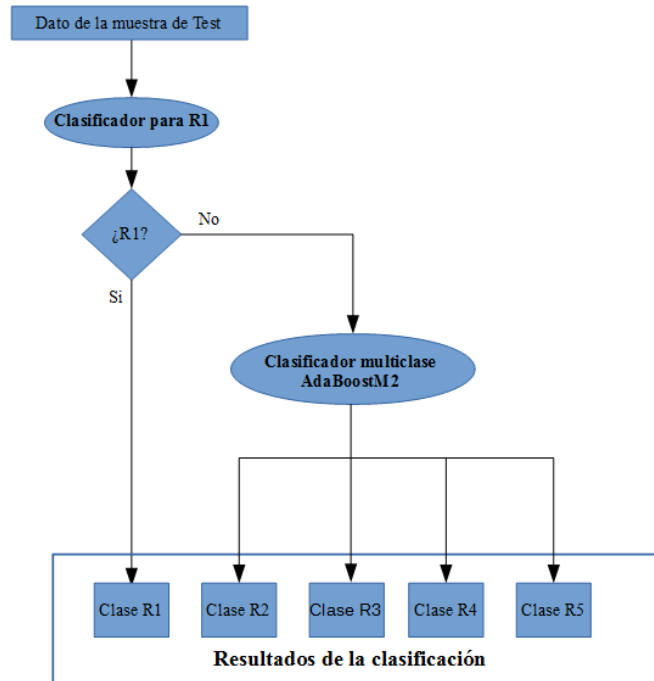 Dato de la muestra de Test
Clasificador para R1
¿R1?
No
Si
Clasificador multiclase
AdaBoostM2
Clase R1
Clase R2
Clase R3
Clase R4
Clase R5
Resultados de la clasificación